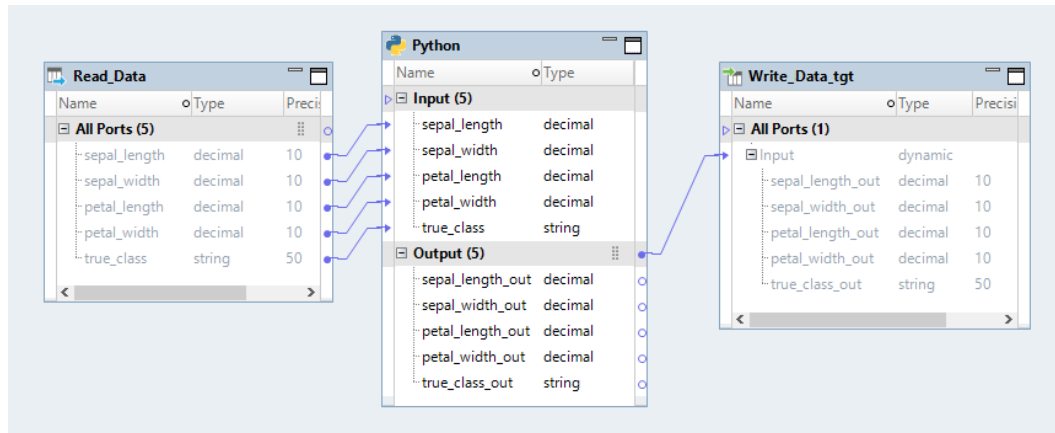 Read_Data
Name Type Precis
All Ports (5)
sepal_length decimal 10
sepal_width decimal 10
petal_length decimal 10
petal_width decimal 10
true_class string 50
Python
Name Type
Input (5)
sepal_length decimal
sepal_width decimal
petal_length decimal
petal_width decimal
true_class string
Output (5)
sepal_length_out decimal
sepal_width_out decimal
petal_length_out decimal
petal_width_out decimal
true_class_out string
Write_Data_tgt
Name Type Precisi
All Ports (1)
Input dynamic
sepal_length_out decimal 10
sepal_width_out decimal 10
petal_length_out decimal 10
petal_width_out decimal 10
true_class_out string 50